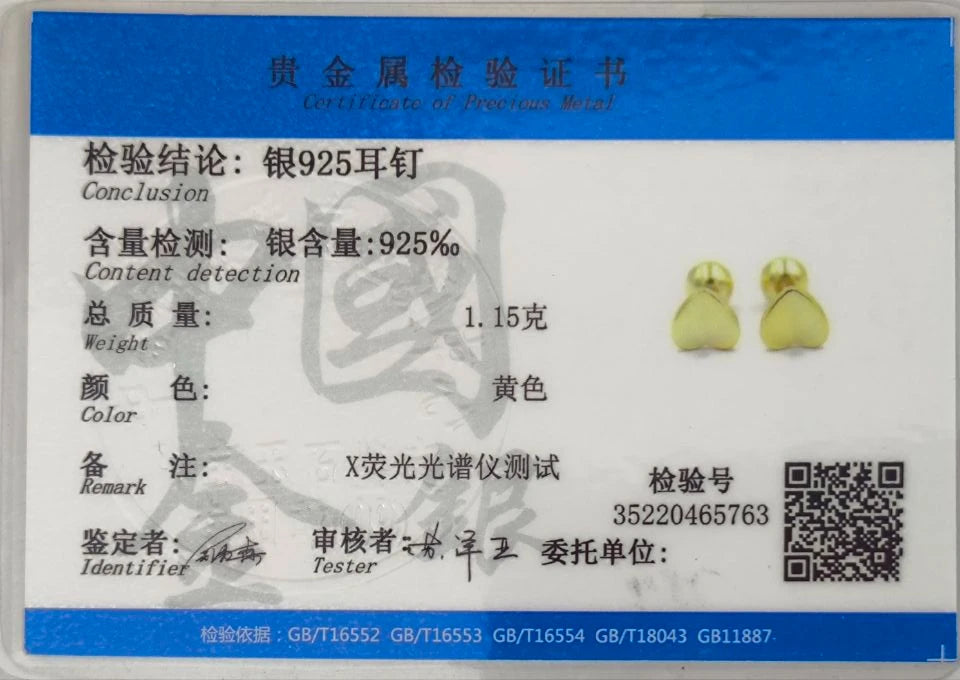 贵金属检验证书
Certificate of Precious Metal
检验结论: 银925耳钉
Conclusion
含量检测: 银含量:925‰
Content detection
总质量: 1.15克
Weight
颜色: 黄色
Color
备注: X荧光光谱仪测试
Remark
检验号
35220465763
鉴定者: 审核者: 委托单位:
Identifier Tester
检验依据：GB/T16552 GB/T16553 GB/T16554 GB/T18043 GB11887
中國
金銀